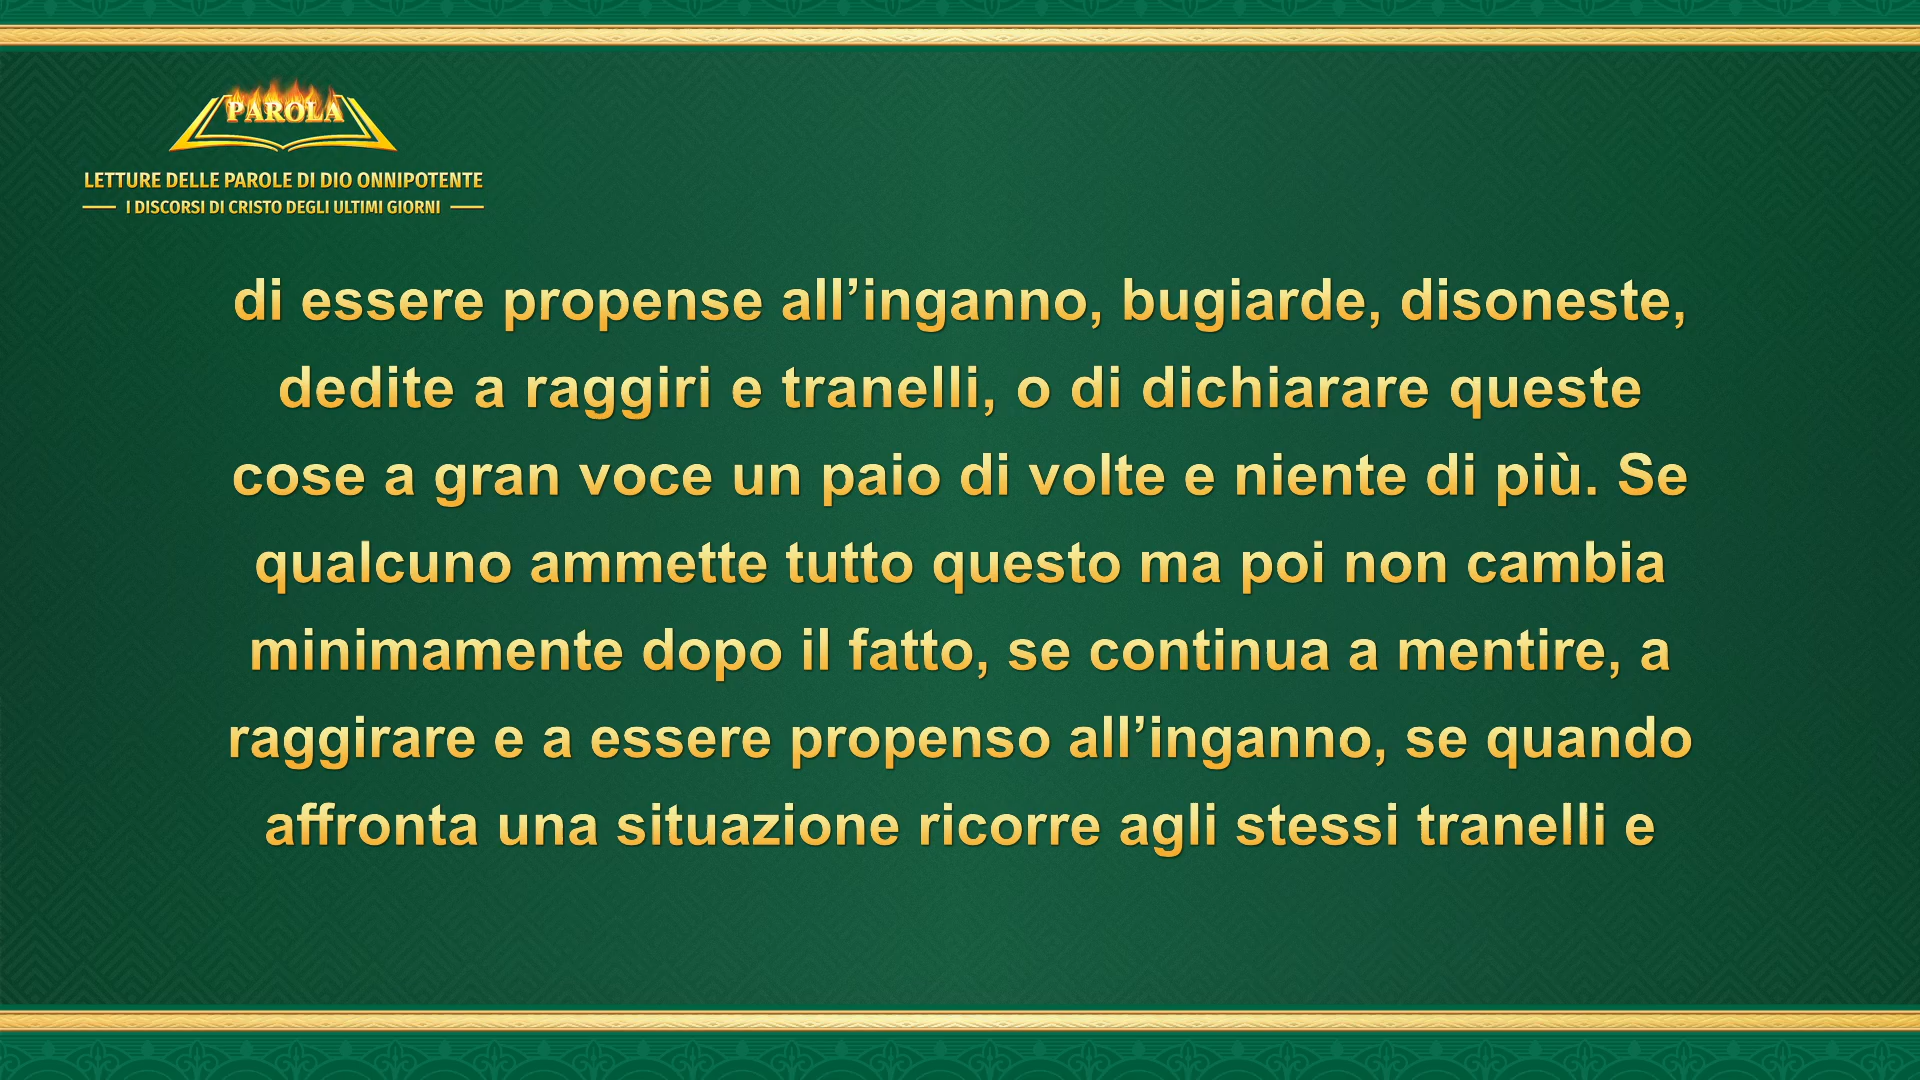 PAROLA
LETTURE DELLE PAROLE DI DIO ONNIPOTENTE
I DISCORSI DI CRISTO DEGLI ULTIMI GIORNI
di essere propense all’inganno, bugiarde, disoneste,
dedite a raggiri e tranelli, o di dichiarare queste
cose a gran voce un paio di volte e niente di più. Se
qualcuno ammette tutto questo ma poi non cambia
minimamente dopo il fatto, se continua a mentire, a
raggirare e a essere propenso all’inganno, se quando
affronta una situazione ricorre agli stessi tranelli e